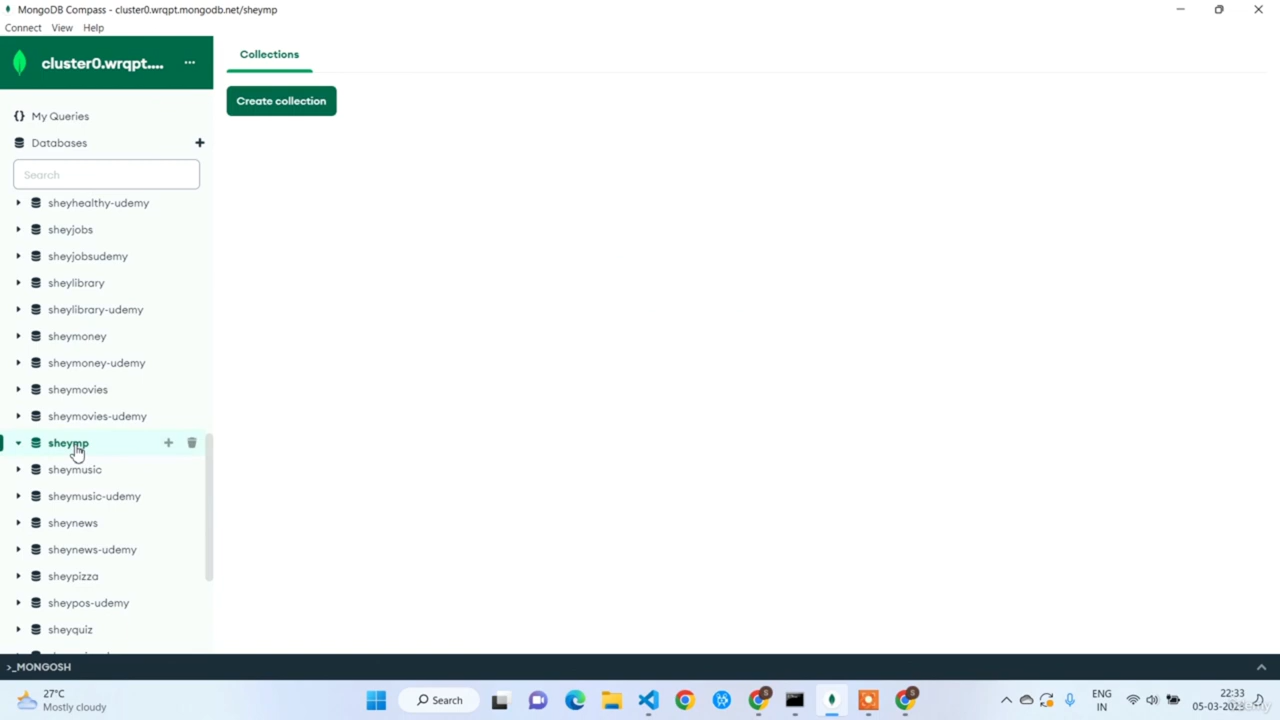 MongoDB Compass - cluster0.wrqpt.mongodb.net/sheymp
Connect View Help
cluster0.wrqpt....
...
Collections
Create collection
{} My Queries
Databases
Search
sheyhealthy-udemy
sheyjobs
sheyjobsudemy
sheylibrary
sheylibrary-udemy
sheymoney
sheymoney-udemy
sheymovies
sheymovies-udemy
sheymp
sheymusic
sheymusic-udemy
sheynews
sheynews-udemy
sheypizza
sheypos-udemy
sheyquiz
>_MONGOSH
27°C
Mostly cloudy
Search
S
S
ENG
IN
22:33
05-03-2023